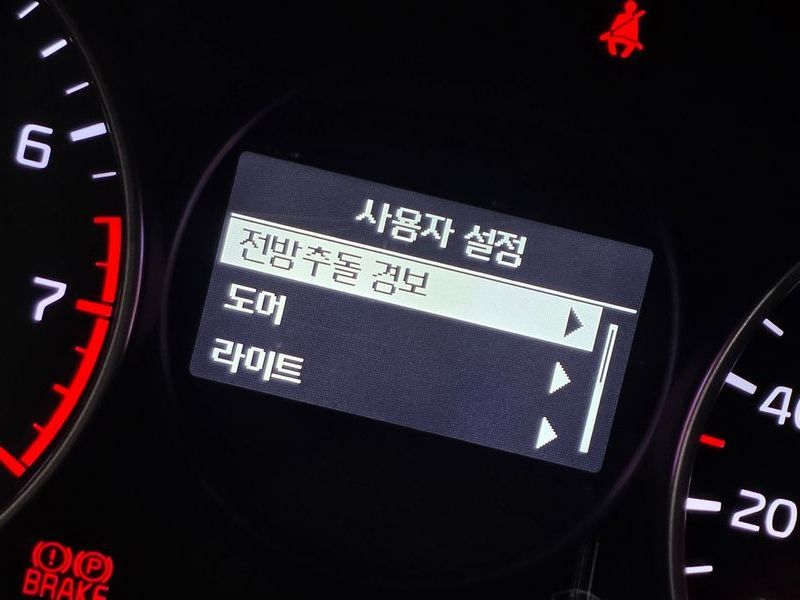 6
7
사용자 설정
전방추돌 경보
도어
라이트
40
20
(!) (P)
BRAKE